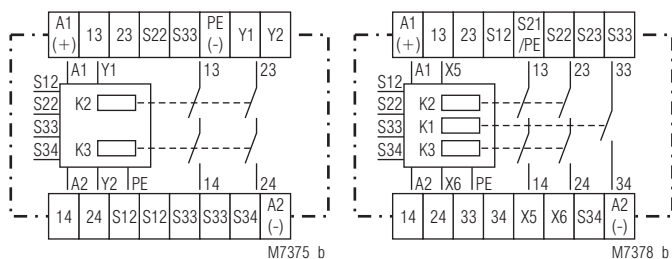 A1 (+) 13 23 S22 S33 PE (-) Y1 Y2
A1 Y1 13 23
S12
S22 K2
S33
S34 K3
A2 Y2 PE 14 24
14 24 S12 S12 S33 S33 S34 A2 (-)
M7375_b
A1 (+) 13 23 S12 S21 /PE S22 S23 S33
A1 X5 13 23 33
S12
S22 K2
S33 K1
S34 K3
A2 X6 PE 14 24 34
14 24 33 34 X5 X6 S34 A2 (-)
M7378_b